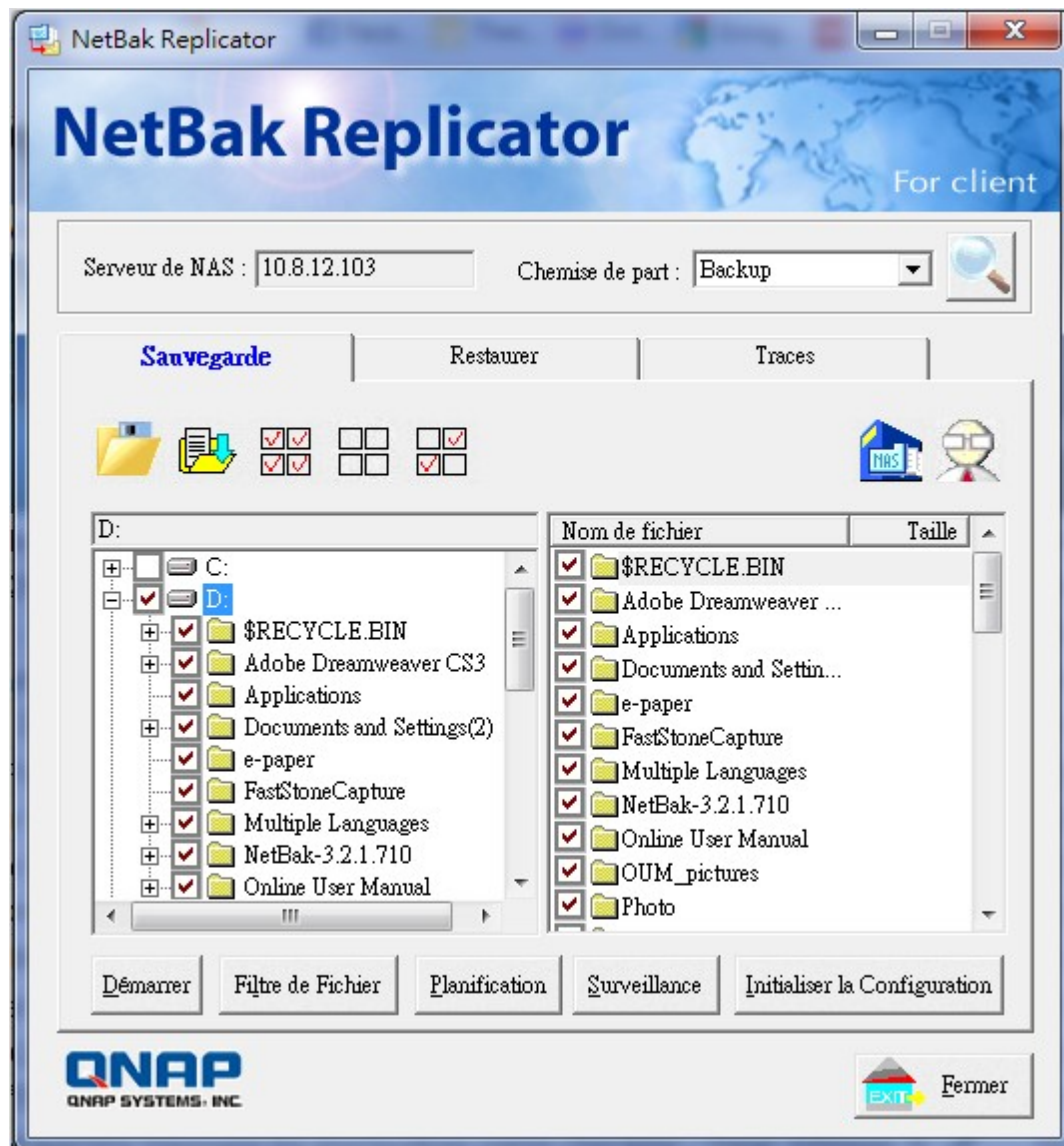 NetBak Replicator
NetBak Replicator
For client
Serveur de NAS : 10.8.12.103 Chemise de part : Backup
Sauvegarde Restaurer Traces
NAS
D:
C:
D:
$RECYCLE.BIN
Adobe Dreamweaver CS3
Applications
Documents and Settings(2)
e-paper
FastStoneCapture
Multiple Languages
NetBak-3.2.1.710
Online User Manual
Nom de fichier Taille
$RECYCLE.BIN
Adobe Dreamweaver ...
Applications
Documents and Settin...
e-paper
FastStoneCapture
Multiple Languages
NetBak-3.2.1.710
Online User Manual
OUM_pictures
Photo
Démarrer Filtre de Fichier Planification Surveillance Initialiser la Configuration
QNAP
QNAP SYSTEMS, INC.
EXIT Fermer